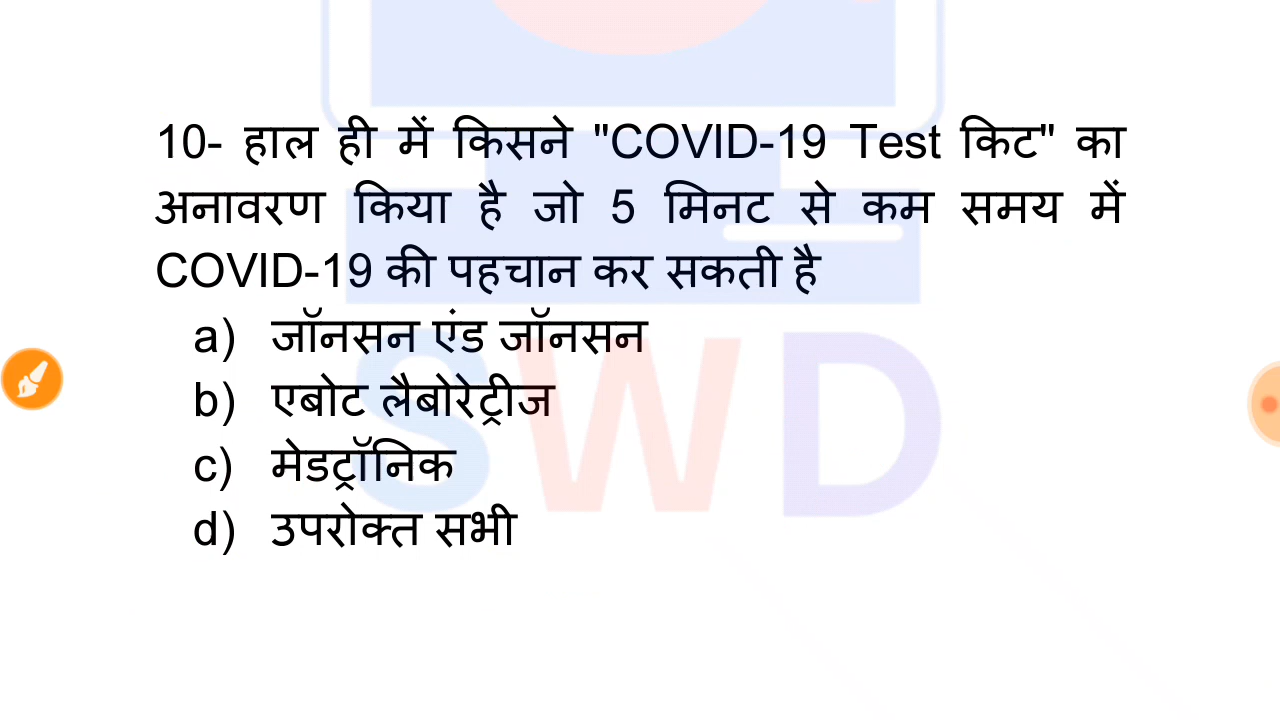 10- हाल ही में किसने "COVID-19 Test किट" का
अनावरण किया है जो 5 मिनट से कम समय में
COVID-19 की पहचान कर सकती है
a) जॉनसन एंड जॉनसन
b) एबोट लैबोरेट्रीज
c) मेडट्रॉनिक
d) उपरोक्त सभी
SWD